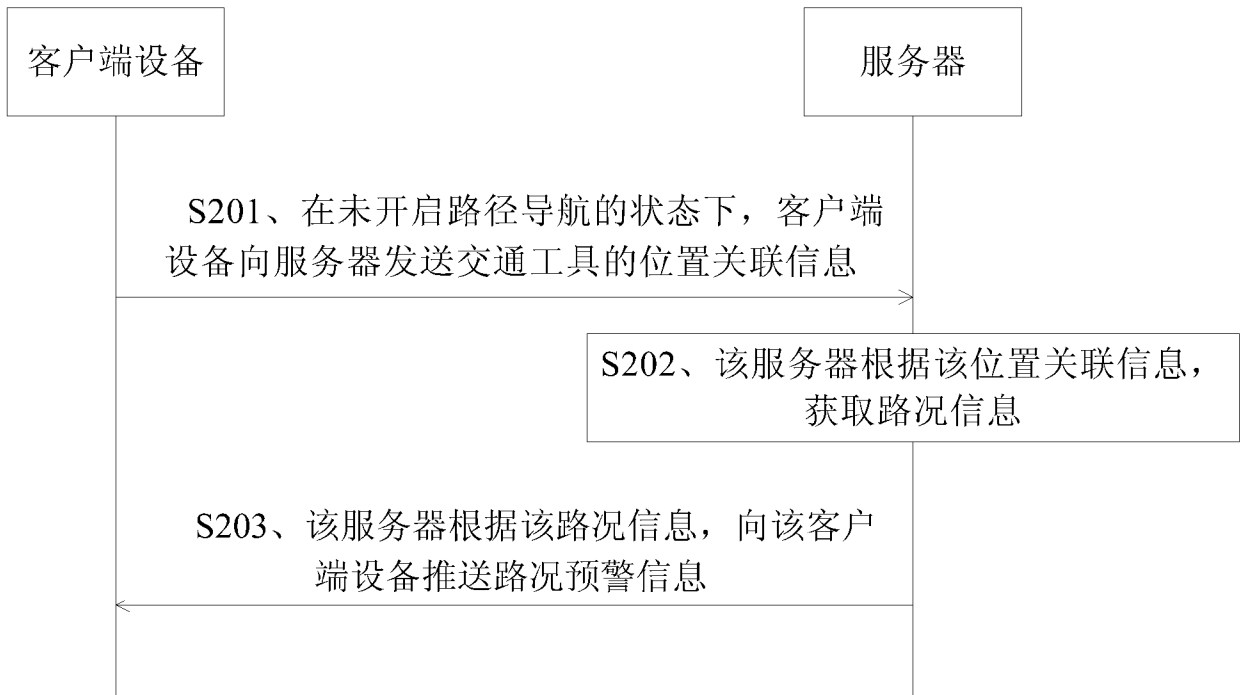 客户端设备
服务器
S201、在未开启路径导航的状态下，客户端
设备向服务器发送交通工具的位置关联信息
S202、该服务器根据该位置关联信息，
获取路况信息
S203、该服务器根据该路况信息，向该客户
端设备推送路况预警信息